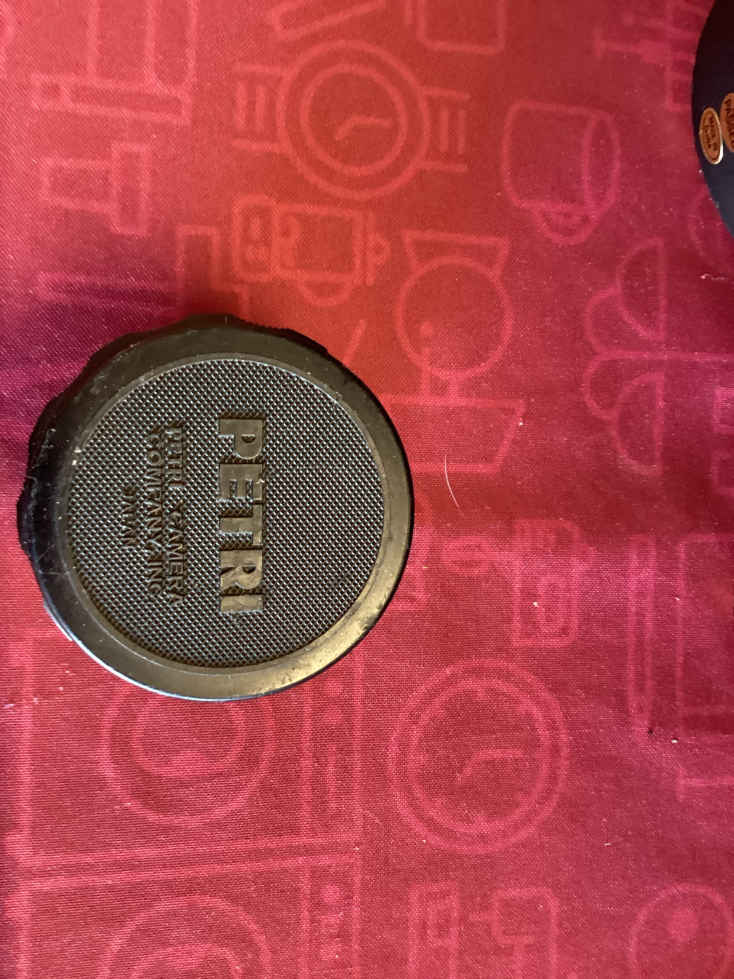 PETRI
PETRI CAMERA
COMPANY, INC.
JAPAN